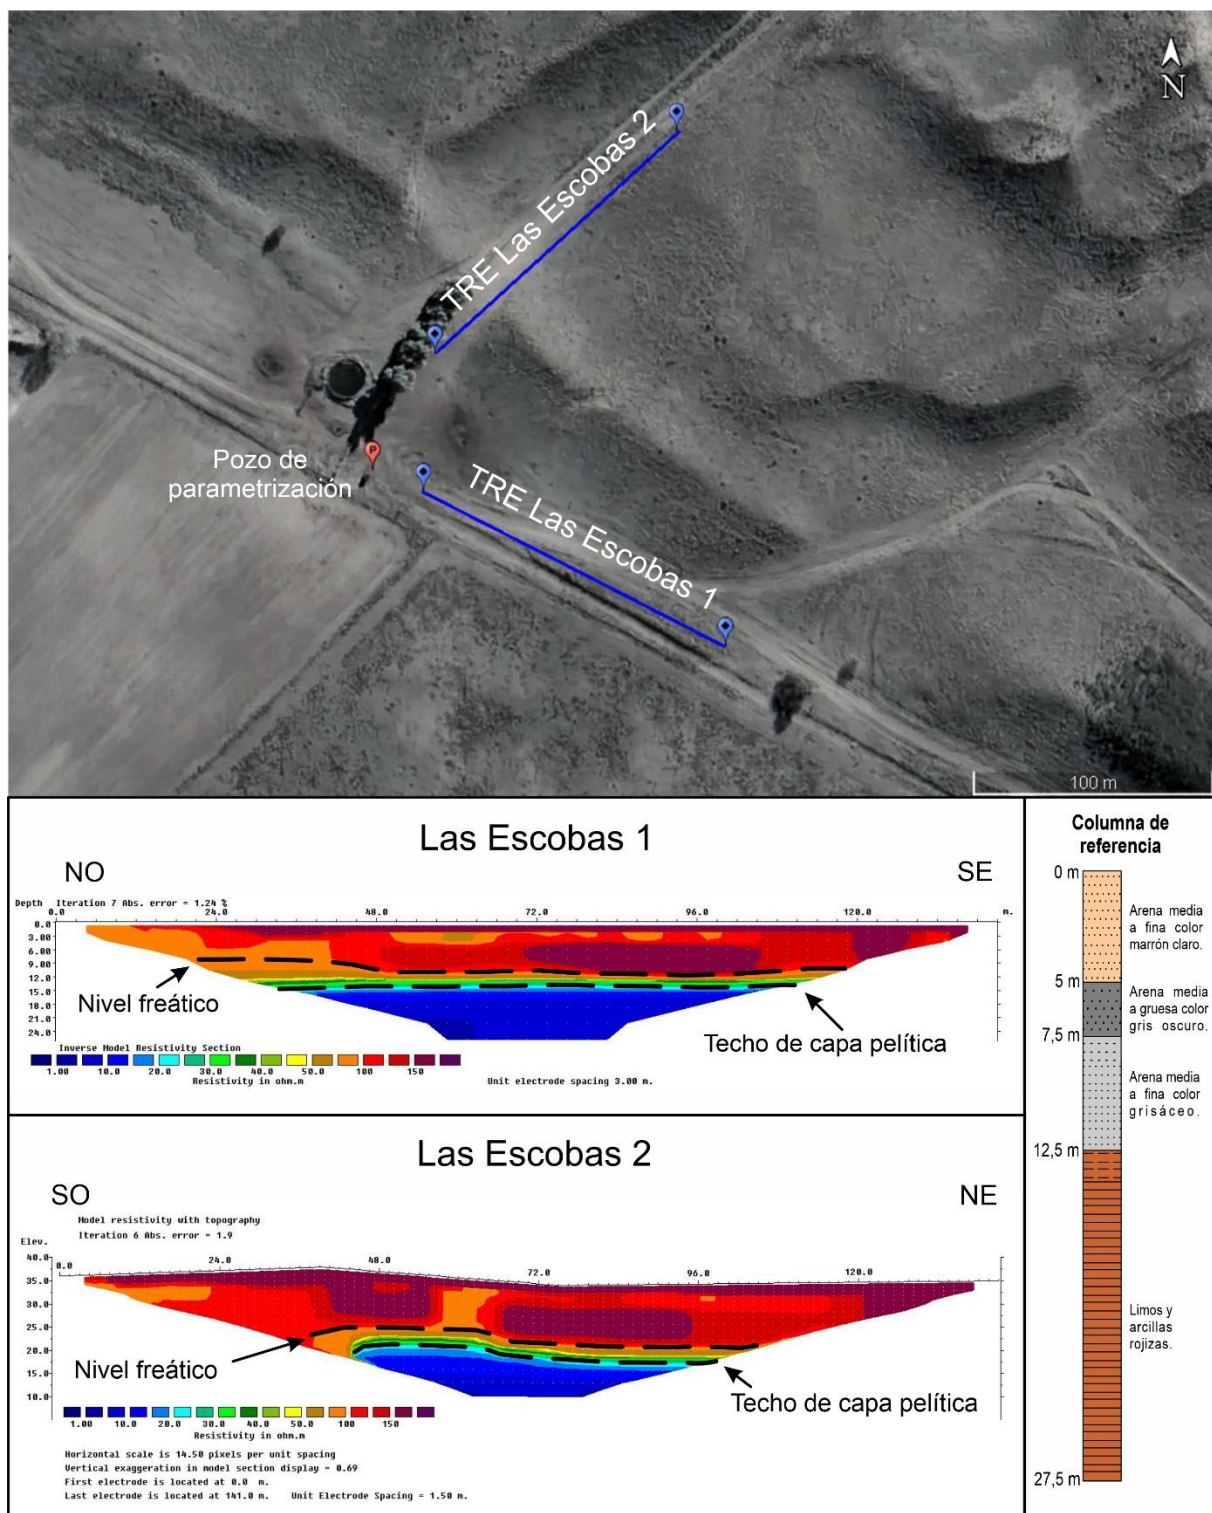 N
TRE Las Escobas 2
Pozo de
parametrización
P
TRE Las Escobas 1
100 m
Las Escobas 1
NO
SE
Depth Iteration 7 Abs. error = 1.24 %
0.0 24.0 48.0 72.0 96.0 120.0 m.
0.0
3.00
6.00
9.00
12.0
15.0
18.0
21.0
24.0
Nivel freático
Techo de capa pelítica
Inverse Model Resistivity Section
1.00 10.0 20.0 30.0 40.0 50.0 100 150
Resistivity in ohm.m
Unit electrode spacing 3.00 m.
Las Escobas 2
SO
NE
Model resistivity with topography
Iteration 6 Abs. error = 1.9
Elev.
0.0 24.0 48.0 72.0 96.0 120.0
40.0
35.0
30.0
25.0
20.0
15.0
10.0
Nivel freático
Techo de capa pelítica
1.00 10.0 20.0 30.0 40.0 50.0 100 150
Resistivity in ohm.m
Horizontal scale is 14.50 pixels per unit spacing
Vertical exaggeration in model section display = 0.69
First electrode is located at 0.0 m.
Last electrode is located at 141.0 m. Unit Electrode Spacing = 1.50 m.
Columna de
referencia
0 m
Arena media
a fina color
marrón claro.
5 m
Arena media
a gruesa color
gris oscuro.
7,5 m
Arena media
a fina color
grisáceo.
12,5 m
Limos y
arcillas
rojizas.
27,5 m